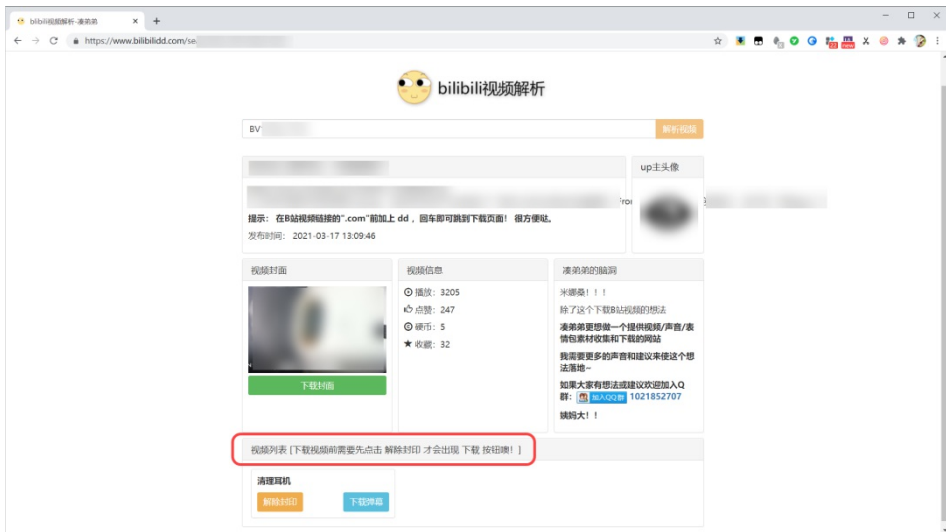 bilibili视频解析-凑弟弟
https://www.bilibilidd.com/se
new
bilibili视频解析
BV
解析视频
up主头像
提示： 在B站视频链接的".com"前加上 dd ，回车即可跳到下载页面！ 很方便哒。
发布时间： 2021-03-17 13:09:46
视频封面
下载封面
视频信息
播放：3205
点赞：247
硬币：5
收藏：32
凑弟弟的脑洞
米娜桑！！！
除了这个下载B站视频的想法
凑弟弟更想做一个提供视频/声音/表
情包素材收集和下载的网站
我需要更多的声音和建议来使这个想
法落地~
如果大家有想法或建议欢迎加入Q
群： 加入QQ群 1021852707
姨妈大！！
视频列表 [下载视频前需要先点击 解除封印 才会出现 下载 按钮噢！]
清理耳机
解除封印 下载弹幕